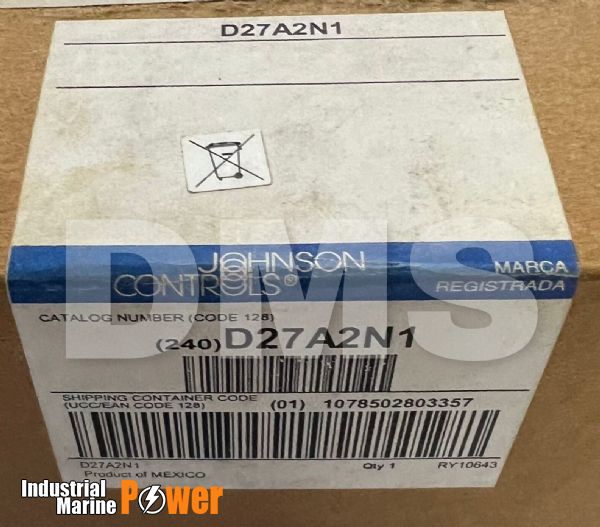 D27A2N1
DMS
JOHNSON
CONTROLS®
MARCA
REGISTRADA
CATALOG NUMBER (CODE 128)
(240) D27A2N1
SHIPPING CONTAINER CODE
(UCC/EAN CODE 128) (01) 1078502803357
D27A2N1 Qty 1 RY10643
Product of MEXICO
Industrial
Marine Power